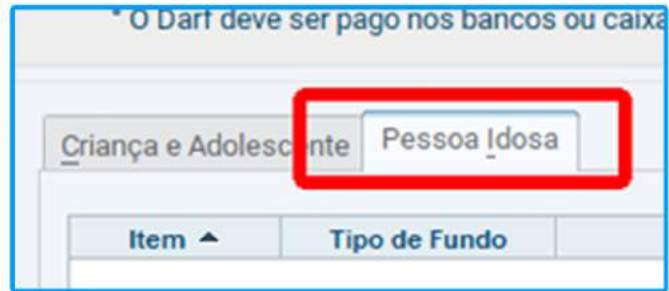 * O Darf deve ser pago nos bancos ou caixa
Criança e Adolescente Pessoa Idosa
Item Tipo de Fundo